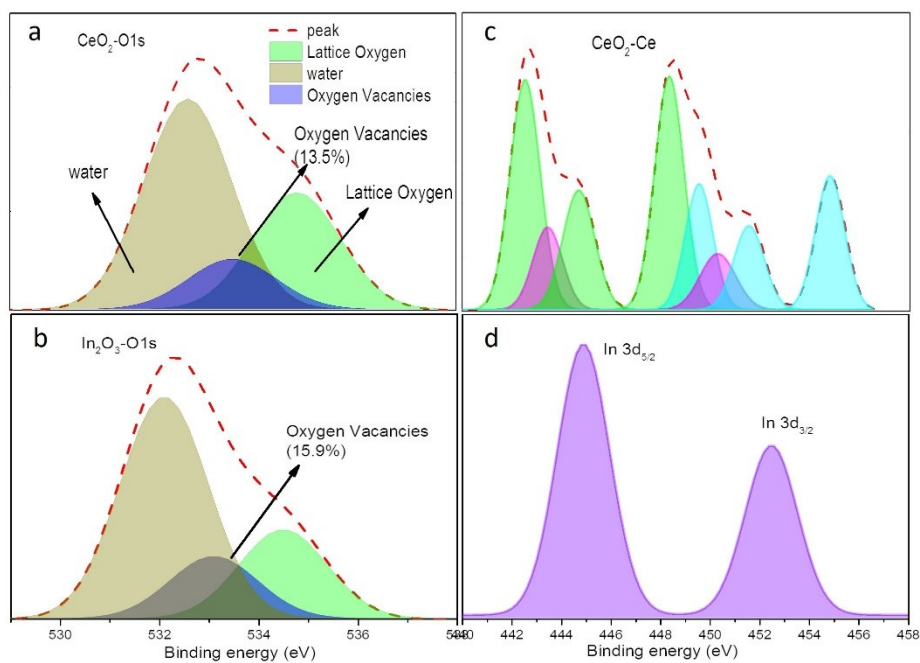 a
CeO₂-O1s
peak
Lattice Oxygen
water
Oxygen Vacancies
Oxygen Vacancies
(13.5%)
water
Lattice Oxygen
c
CeO₂-Ce
b
In₂O₃-O1s
Oxygen Vacancies
(15.9%)
d
In 3d₅/₂
In 3d₃/₂
530 532 534 536
442 444 446 448 450 452 454 456 458
Binding energy (eV)
Binding energy (eV)